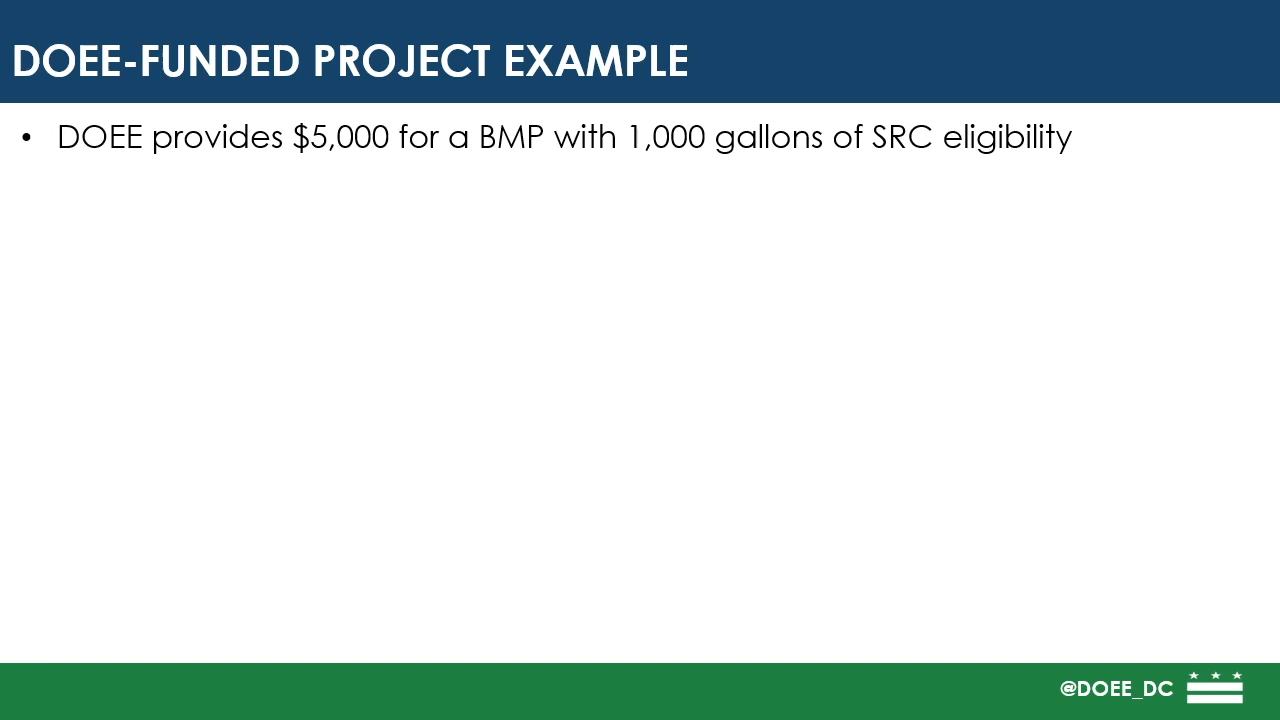 DOEE-FUNDED PROJECT EXAMPLE
• DOEE provides $5,000 for a BMP with 1,000 gallons of SRC eligibility
@DOEE_DC